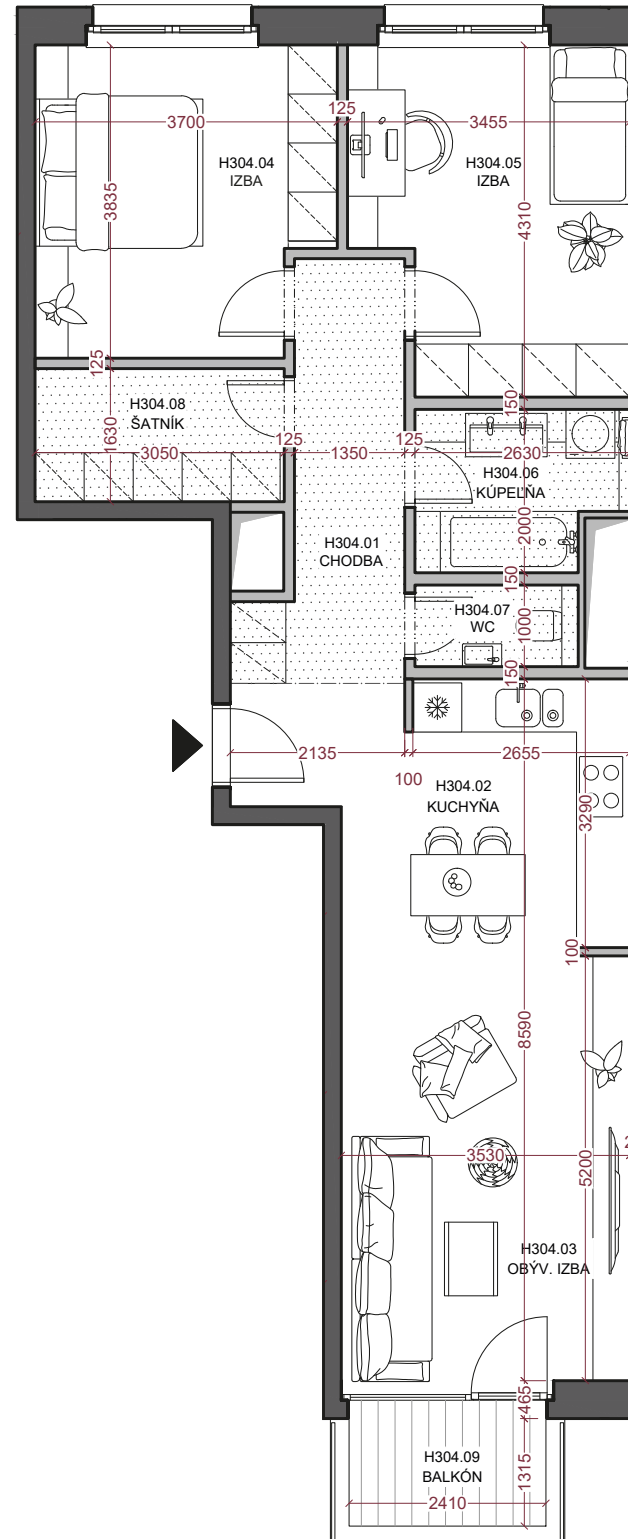 125
3700
3455
H304.04
IZBA
H304.05
IZBA
3835
4310
125
H304.08
ŠATNÍK
1630
3050
125
1350
125
150
2630
H304.06
KÚPEĽŇA
2000
H304.01
CHODBA
150
H304.07
WC
1000
150
2135
100
2655
H304.02
KUCHYŇA
3290
100
8590
3530
5200
H304.03
OBÝV. IZBA
465
H304.09
BALKÓN
1315
2410